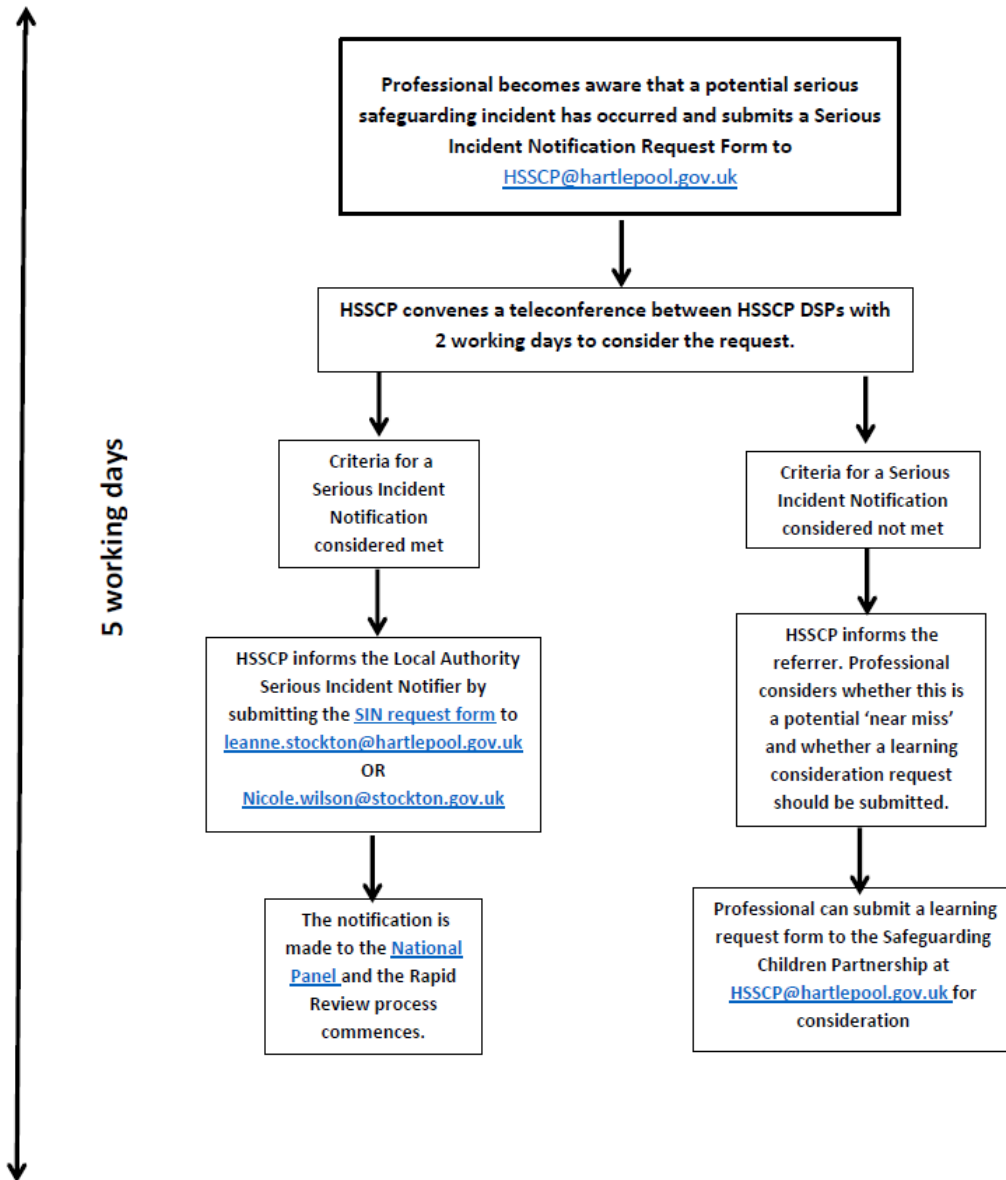 Professional becomes aware that a potential serious
safeguarding incident has occurred and submits a Serious
Incident Notification Request Form to
HSSCP@hartlepool.gov.uk
HSSCP convenes a teleconference between HSSCP DSPs with
2 working days to consider the request.
5 working days
Criteria for a
Serious Incident
Notification
considered met
Criteria for a Serious
Incident Notification
considered not met
HSSCP informs the Local Authority
Serious Incident Notifier by
submitting the SIN request form to
leanne.stockton@hartlepool.gov.uk
OR
Nicole.wilson@stockton.gov.uk
HSSCP informs the
referrer. Professional
considers whether this is
a potential ‘near miss’
and whether a learning
consideration request
should be submitted.
The notification is
made to the National
Panel and the Rapid
Review process
commences.
Professional can submit a learning
request form to the Safeguarding
Children Partnership at
HSSCP@hartlepool.gov.uk for
consideration